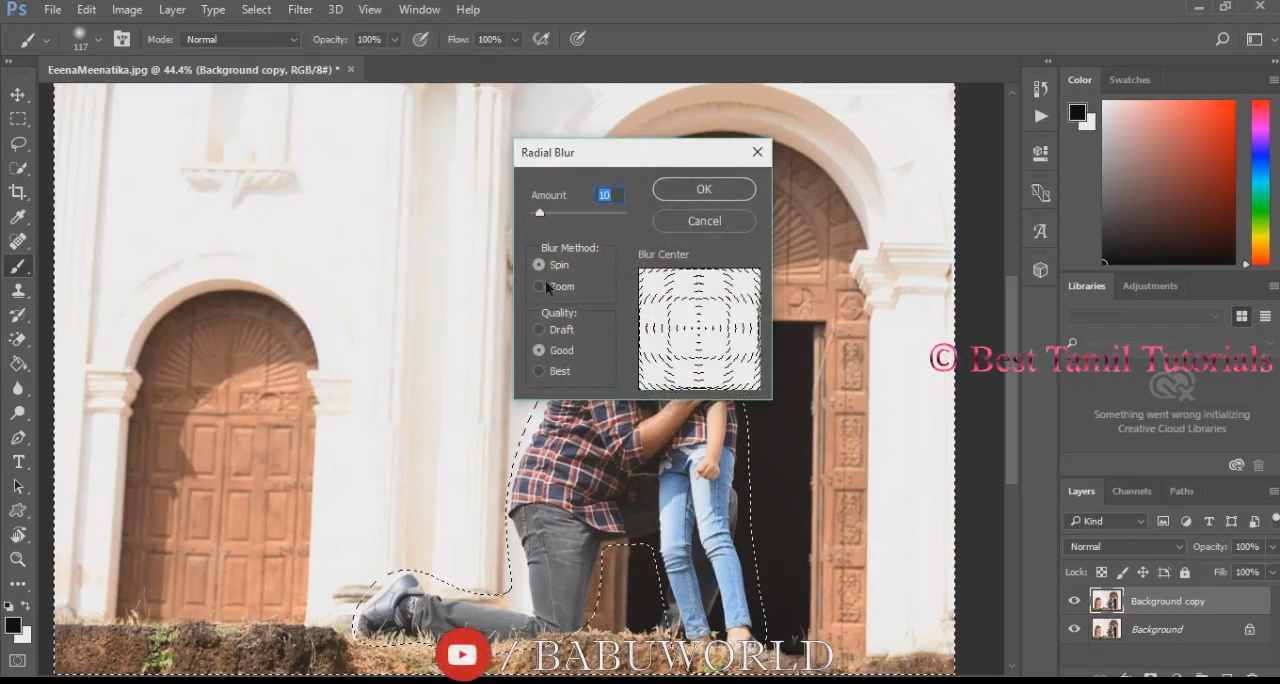 Ps File Edit Image Layer Type Select Filter 3D View Window Help
117 Mode: Normal Opacity: 100% Flow: 100%
EeenaMeenatika.jpg @ 44.4% (Background copy, RGB/8#) *
Color Swatches
Radial Blur
Amount 10 OK
Cancel
Blur Method:
Spin
Zoom
Blur Center
Quality:
Draft
Good
Best
Libraries Adjustments
© Best Tamil Tutorials
Something went wrong initializing
Creative Cloud Libraries
Layers Channels Paths
Kind
Normal Opacity: 100%
Lock: Fill: 100%
Background copy
Background
/ BABUWORLD